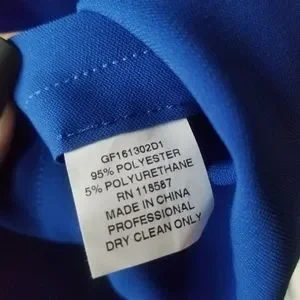 GF161302D1
95% POLYESTER
5% POLYURETHANE
RN 118587
MADE IN CHINA
PROFESSIONAL
DRY CLEAN ONLY